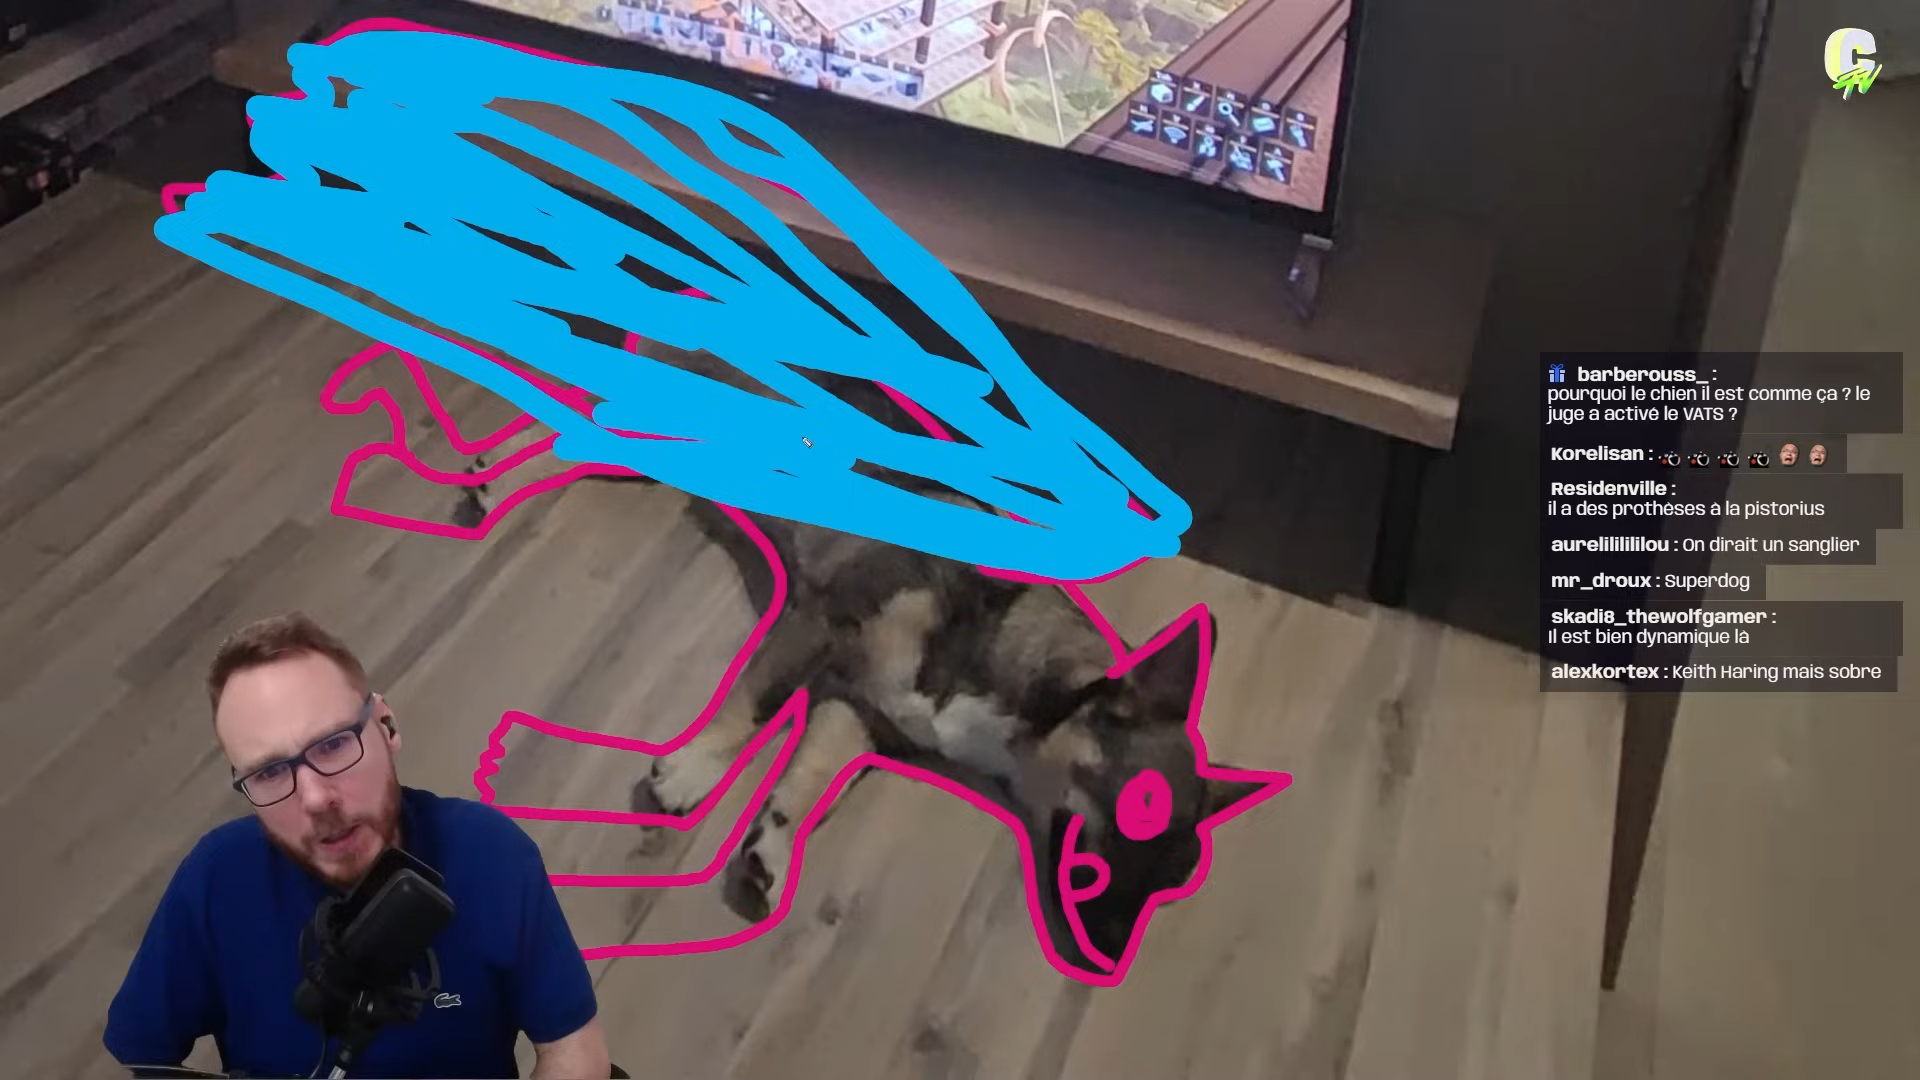 barberouss_ :
pourquoi le chien il est comme ça ? le
juge a activé le VATS ?
Korelisan :
Residenville :
il a des prothèses à la pistorius
aurelilililílou : On dirait un sanglier
mr_droux : Superdog
skadi8_thewolfgamer :
Il est bien dynamique là
alexkortex : Keith Haring mais sobre